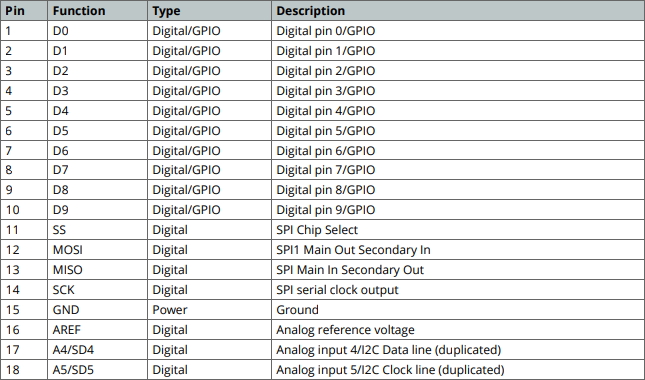 Pin Function Type Description
1 D0 Digital/GPIO Digital pin 0/GPIO
2 D1 Digital/GPIO Digital pin 1/GPIO
3 D2 Digital/GPIO Digital pin 2/GPIO
4 D3 Digital/GPIO Digital pin 3/GPIO
5 D4 Digital/GPIO Digital pin 4/GPIO
6 D5 Digital/GPIO Digital pin 5/GPIO
7 D6 Digital/GPIO Digital pin 6/GPIO
8 D7 Digital/GPIO Digital pin 7/GPIO
9 D8 Digital/GPIO Digital pin 8/GPIO
10 D9 Digital/GPIO Digital pin 9/GPIO
11 SS Digital SPI Chip Select
12 MOSI Digital SPI1 Main Out Secondary In
13 MISO Digital SPI Main In Secondary Out
14 SCK Digital SPI serial clock output
15 GND Power Ground
16 AREF Digital Analog reference voltage
17 A4/SD4 Digital Analog input 4/I2C Data line (duplicated)
18 A5/SD5 Digital Analog input 5/I2C Clock line (duplicated)